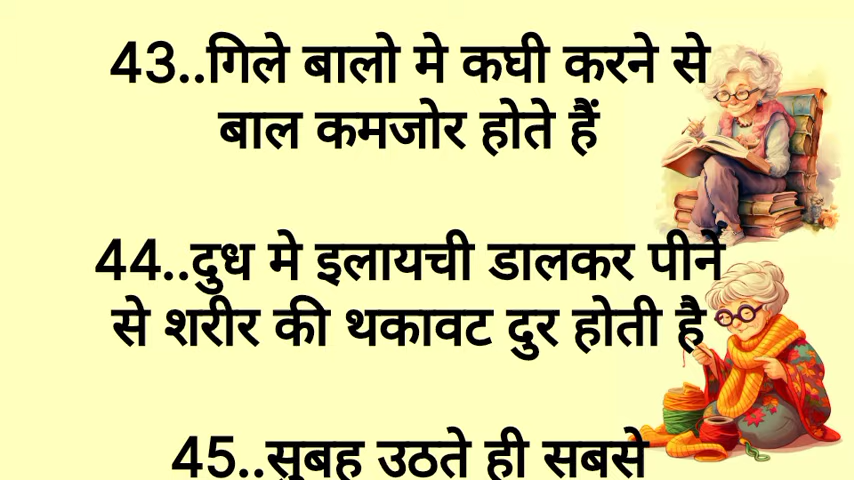 43..गिले बालो मे कघी करने से
बाल कमजोर होते हैं
44..दुध मे इलायची डालकर पीने
से शरीर की थकावट दुर होती है
45..सुबह उठते ही सबसे